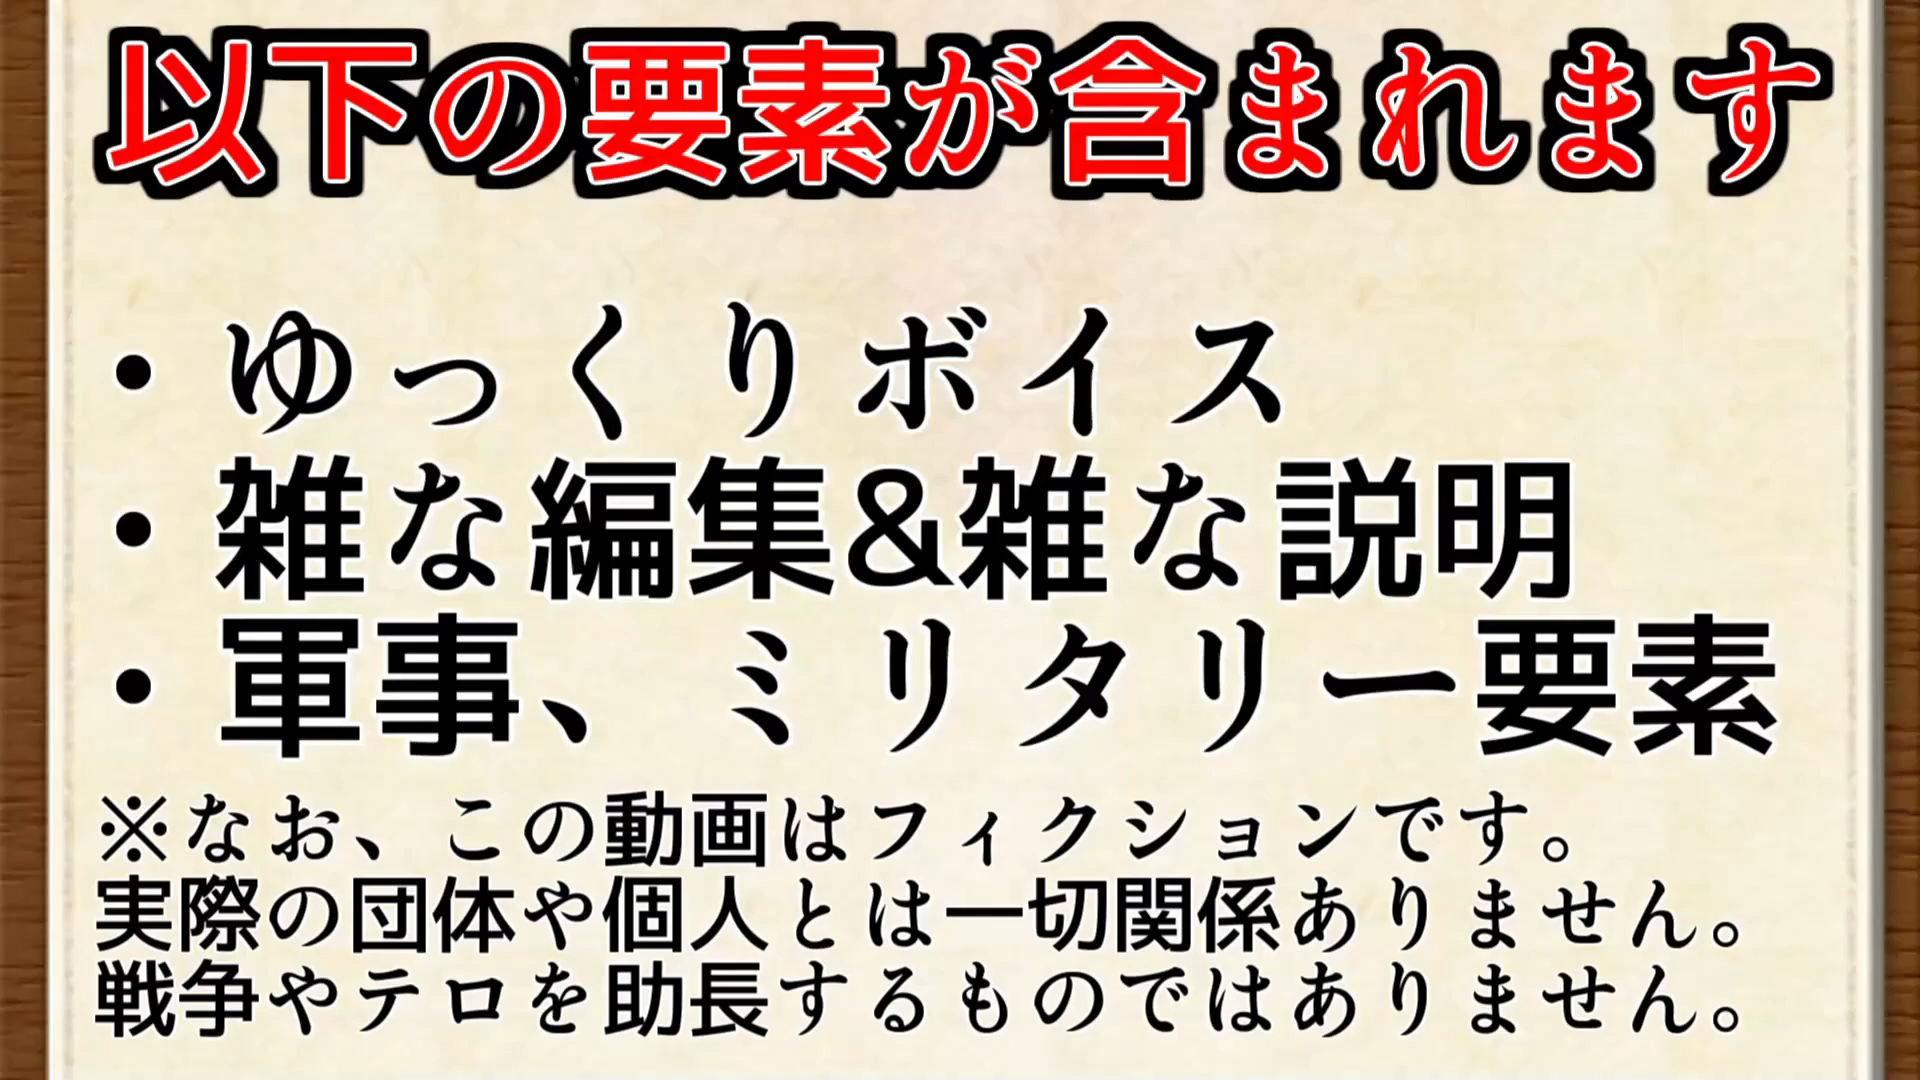 以下の要素が含まれます
・ゆっくりボイス
・雑な編集&雑な説明
・軍事、ミリタリー要素
※なお、この動画はフィクションです。
実際の団体や個人とは一切関係ありません。
戦争やテロを助長するものではありません。